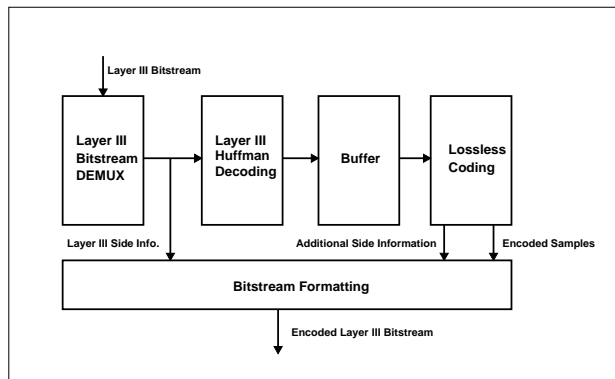 Layer III Bitstream
Layer III
Bitstream
DEMUX
Layer III
Huffman
Decoding
Buffer
Lossless
Coding
Layer III Side Info.
Additional Side Information
Encoded Samples
Bitstream Formatting
Encoded Layer III Bitstream